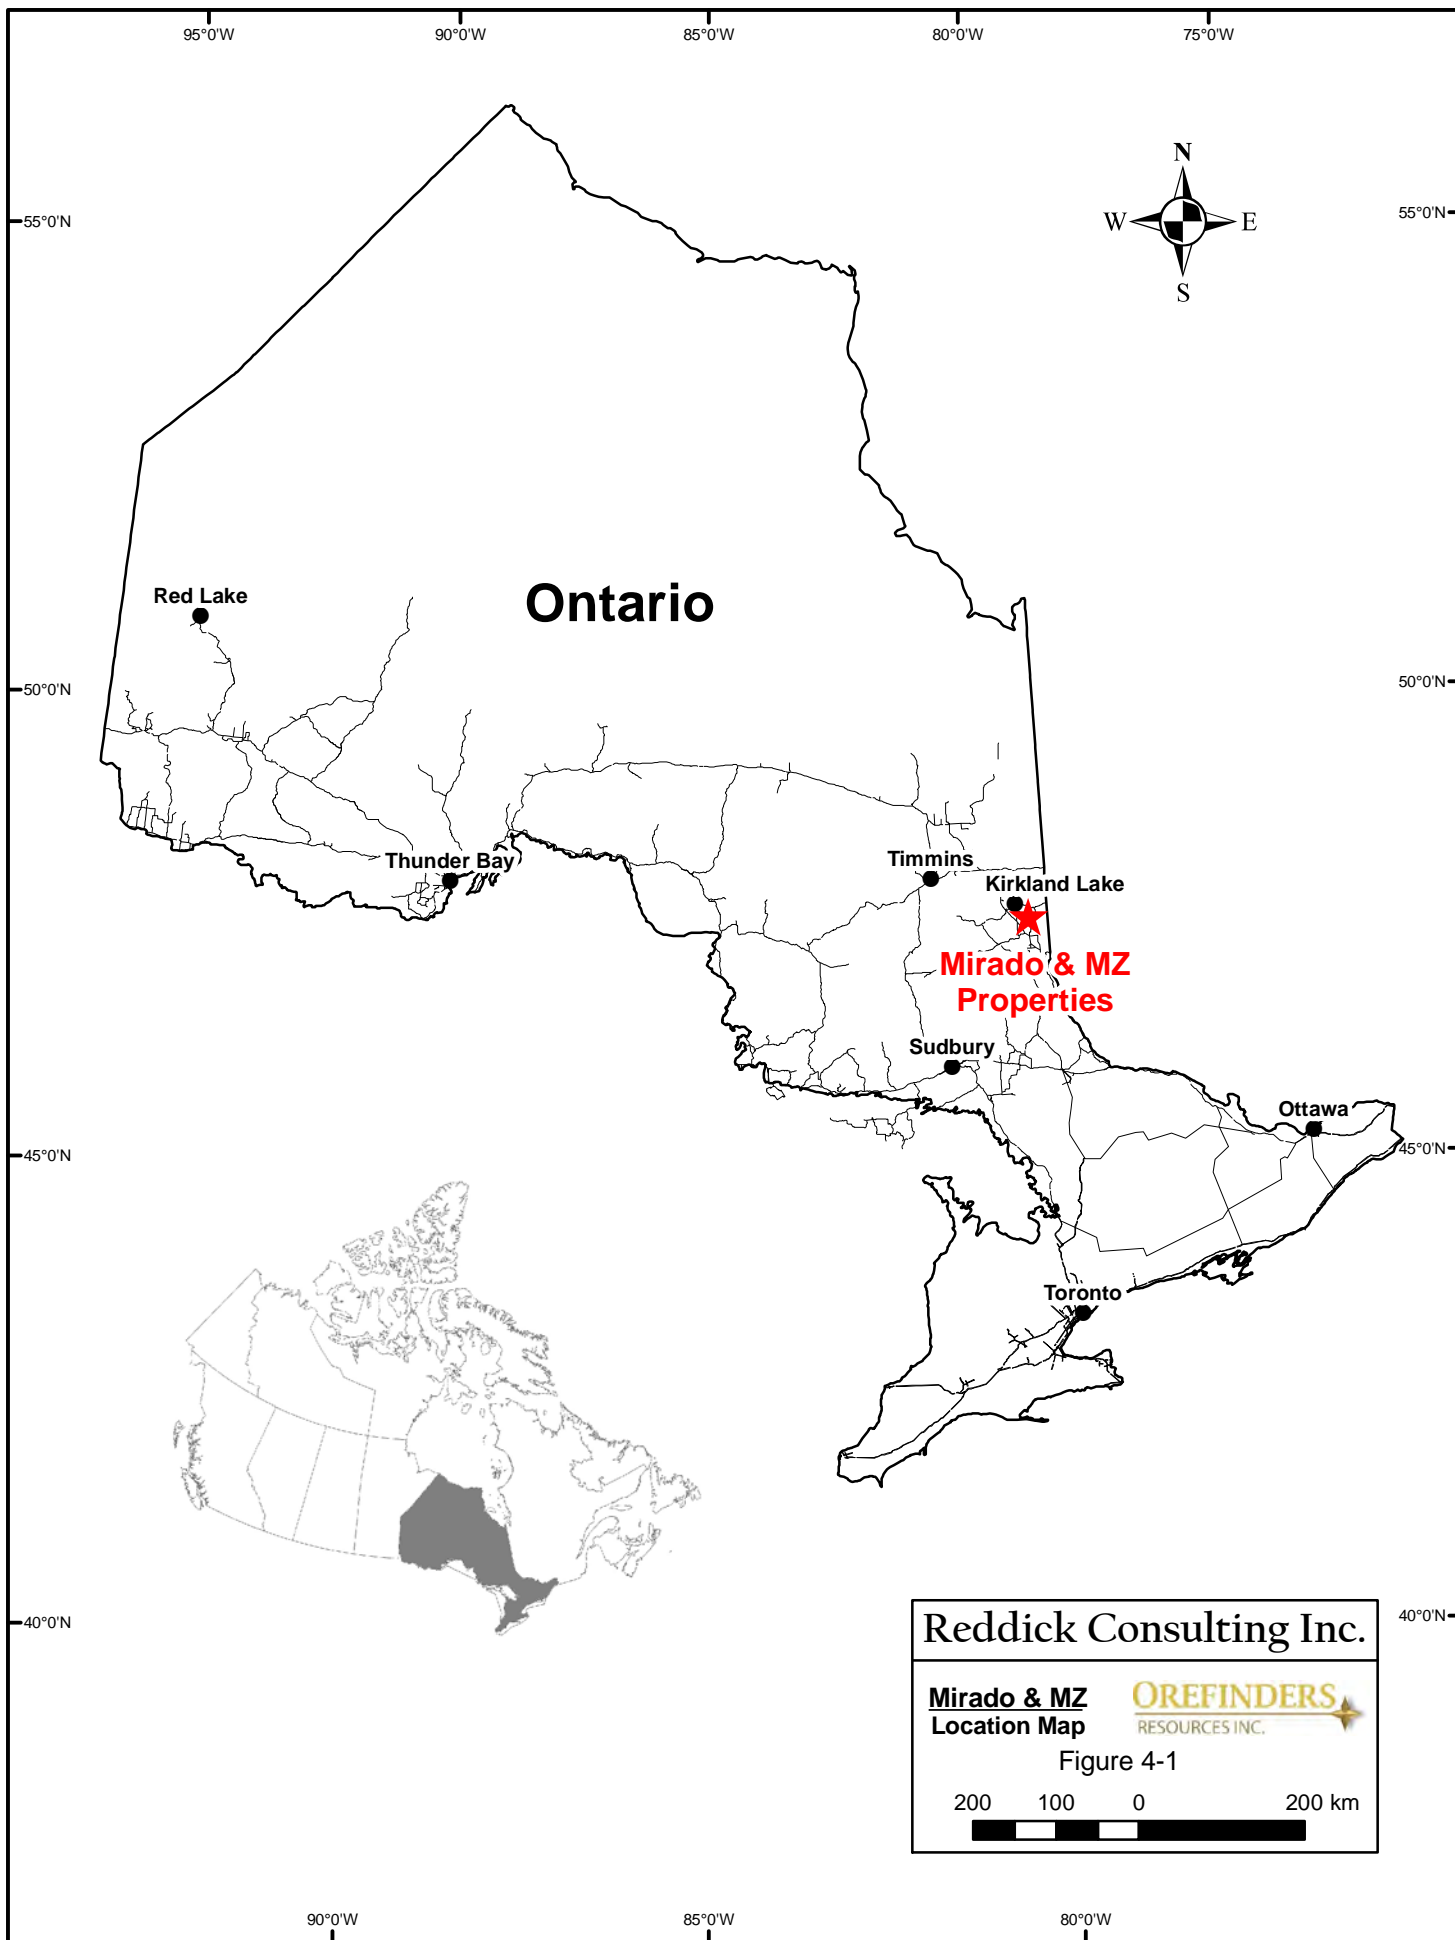 95°0'W 90°0'W 85°0'W 80°0'W 75°0'W
N
W E
S
55°0'N 55°0'N
Ontario
Red Lake
50°0'N 50°0'N
Thunder Bay
Timmins
Kirkland Lake
Mirado & MZ
Properties
Sudbury
Ottawa
45°0'N 45°0'N
Toronto
40°0'N 40°0'N
Reddick Consulting Inc.
Mirado & MZ
Location Map
OREFINDERS
RESOURCES INC.
Figure 4-1
200 100 0 200 km
90°0'W 85°0'W 80°0'W